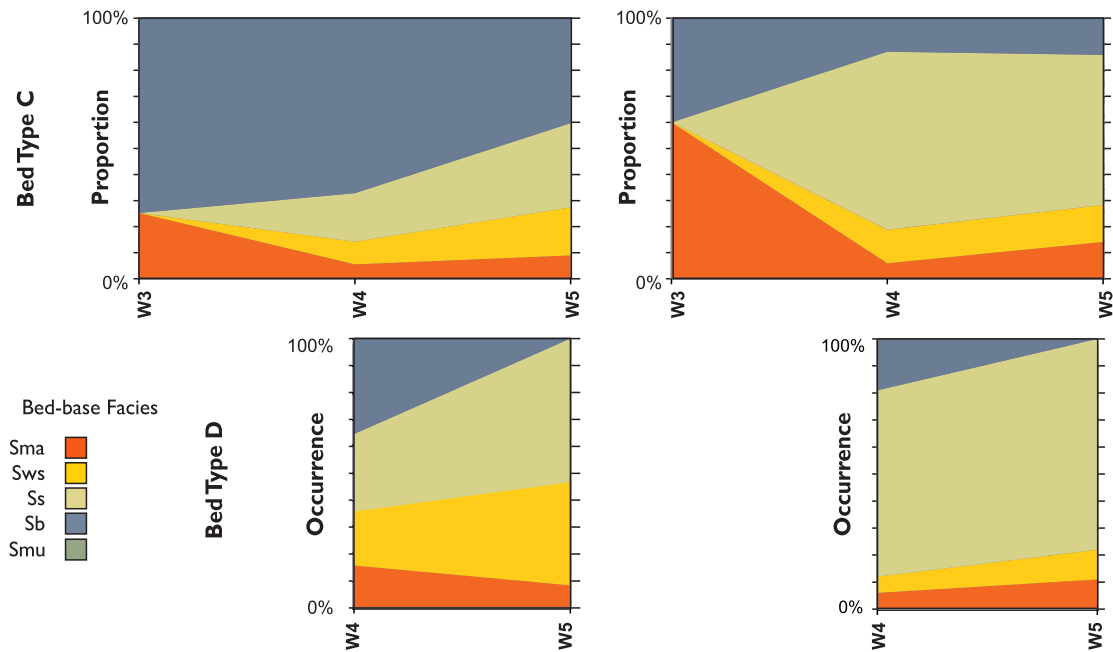 100%
Bed Type C
Proportion
0%
W3
W4
W5
100%
Proportion
0%
W3
W4
W5
100%
Bed Type D
Occurrence
0%
W4
W5
100%
Occurrence
0%
W4
W5
Bed-base Facies
Sma
Sws
Ss
Sb
Smu